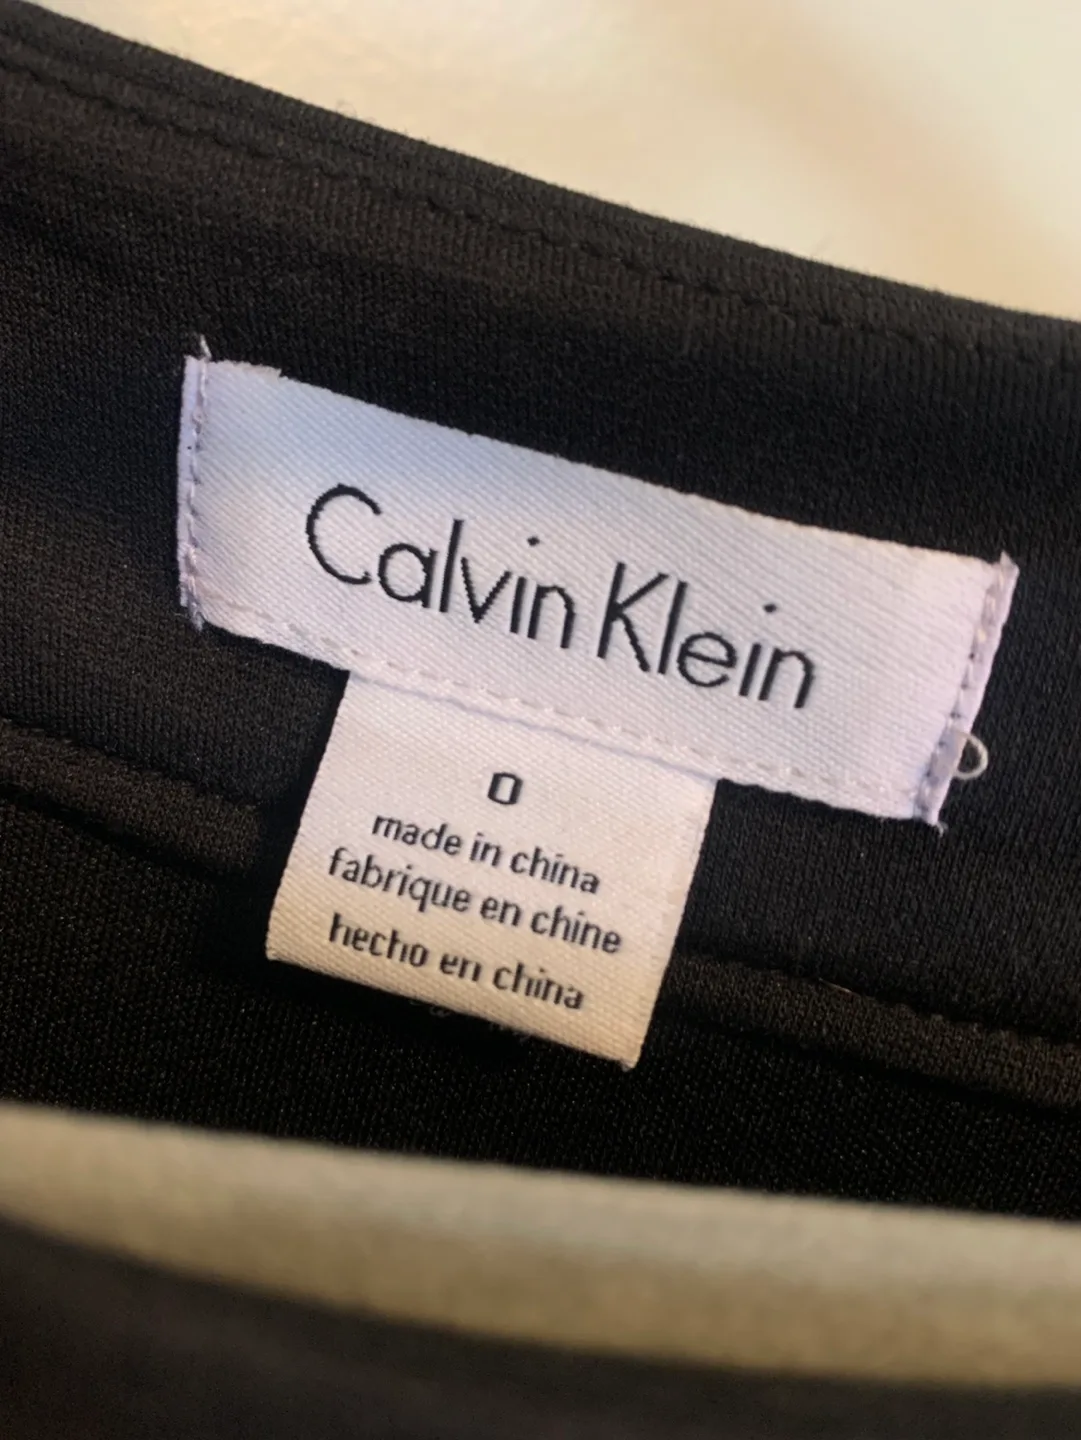 Calvin Klein
0
made in china
fabrique en chine
hecho en china